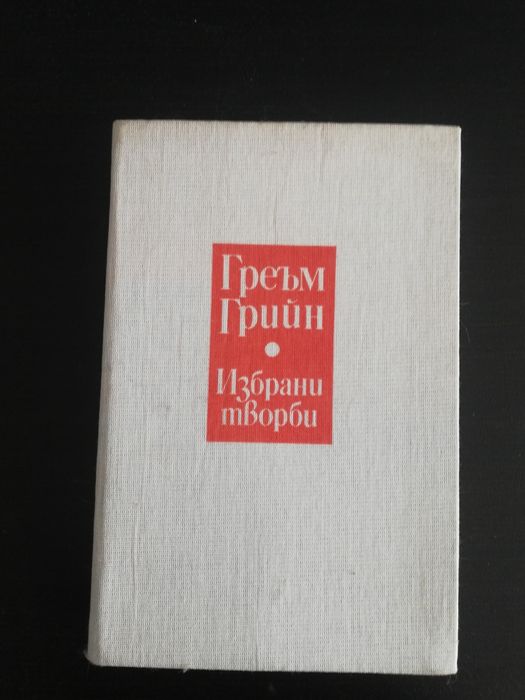 Греъм
Грийн
Избрани
творби